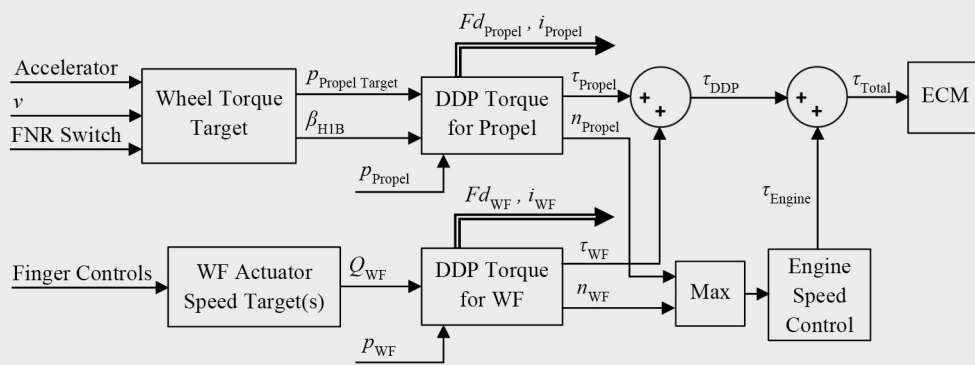 Fd_Propel , i_Propel
Accelerator
v
FNR Switch
Wheel Torque
Target
p_Propel Target
β_H1B
DDP Torque
for Propel
p_Propel
τ_Propel
n_Propel
+
+
τ_DDP
+
+
τ_Total
ECM
Fd_WF , i_WF
τ_Engine
Finger Controls
WF Actuator
Speed Target(s)
Q_WF
DDP Torque
for WF
p_WF
τ_WF
n_WF
Max
Engine
Speed
Control